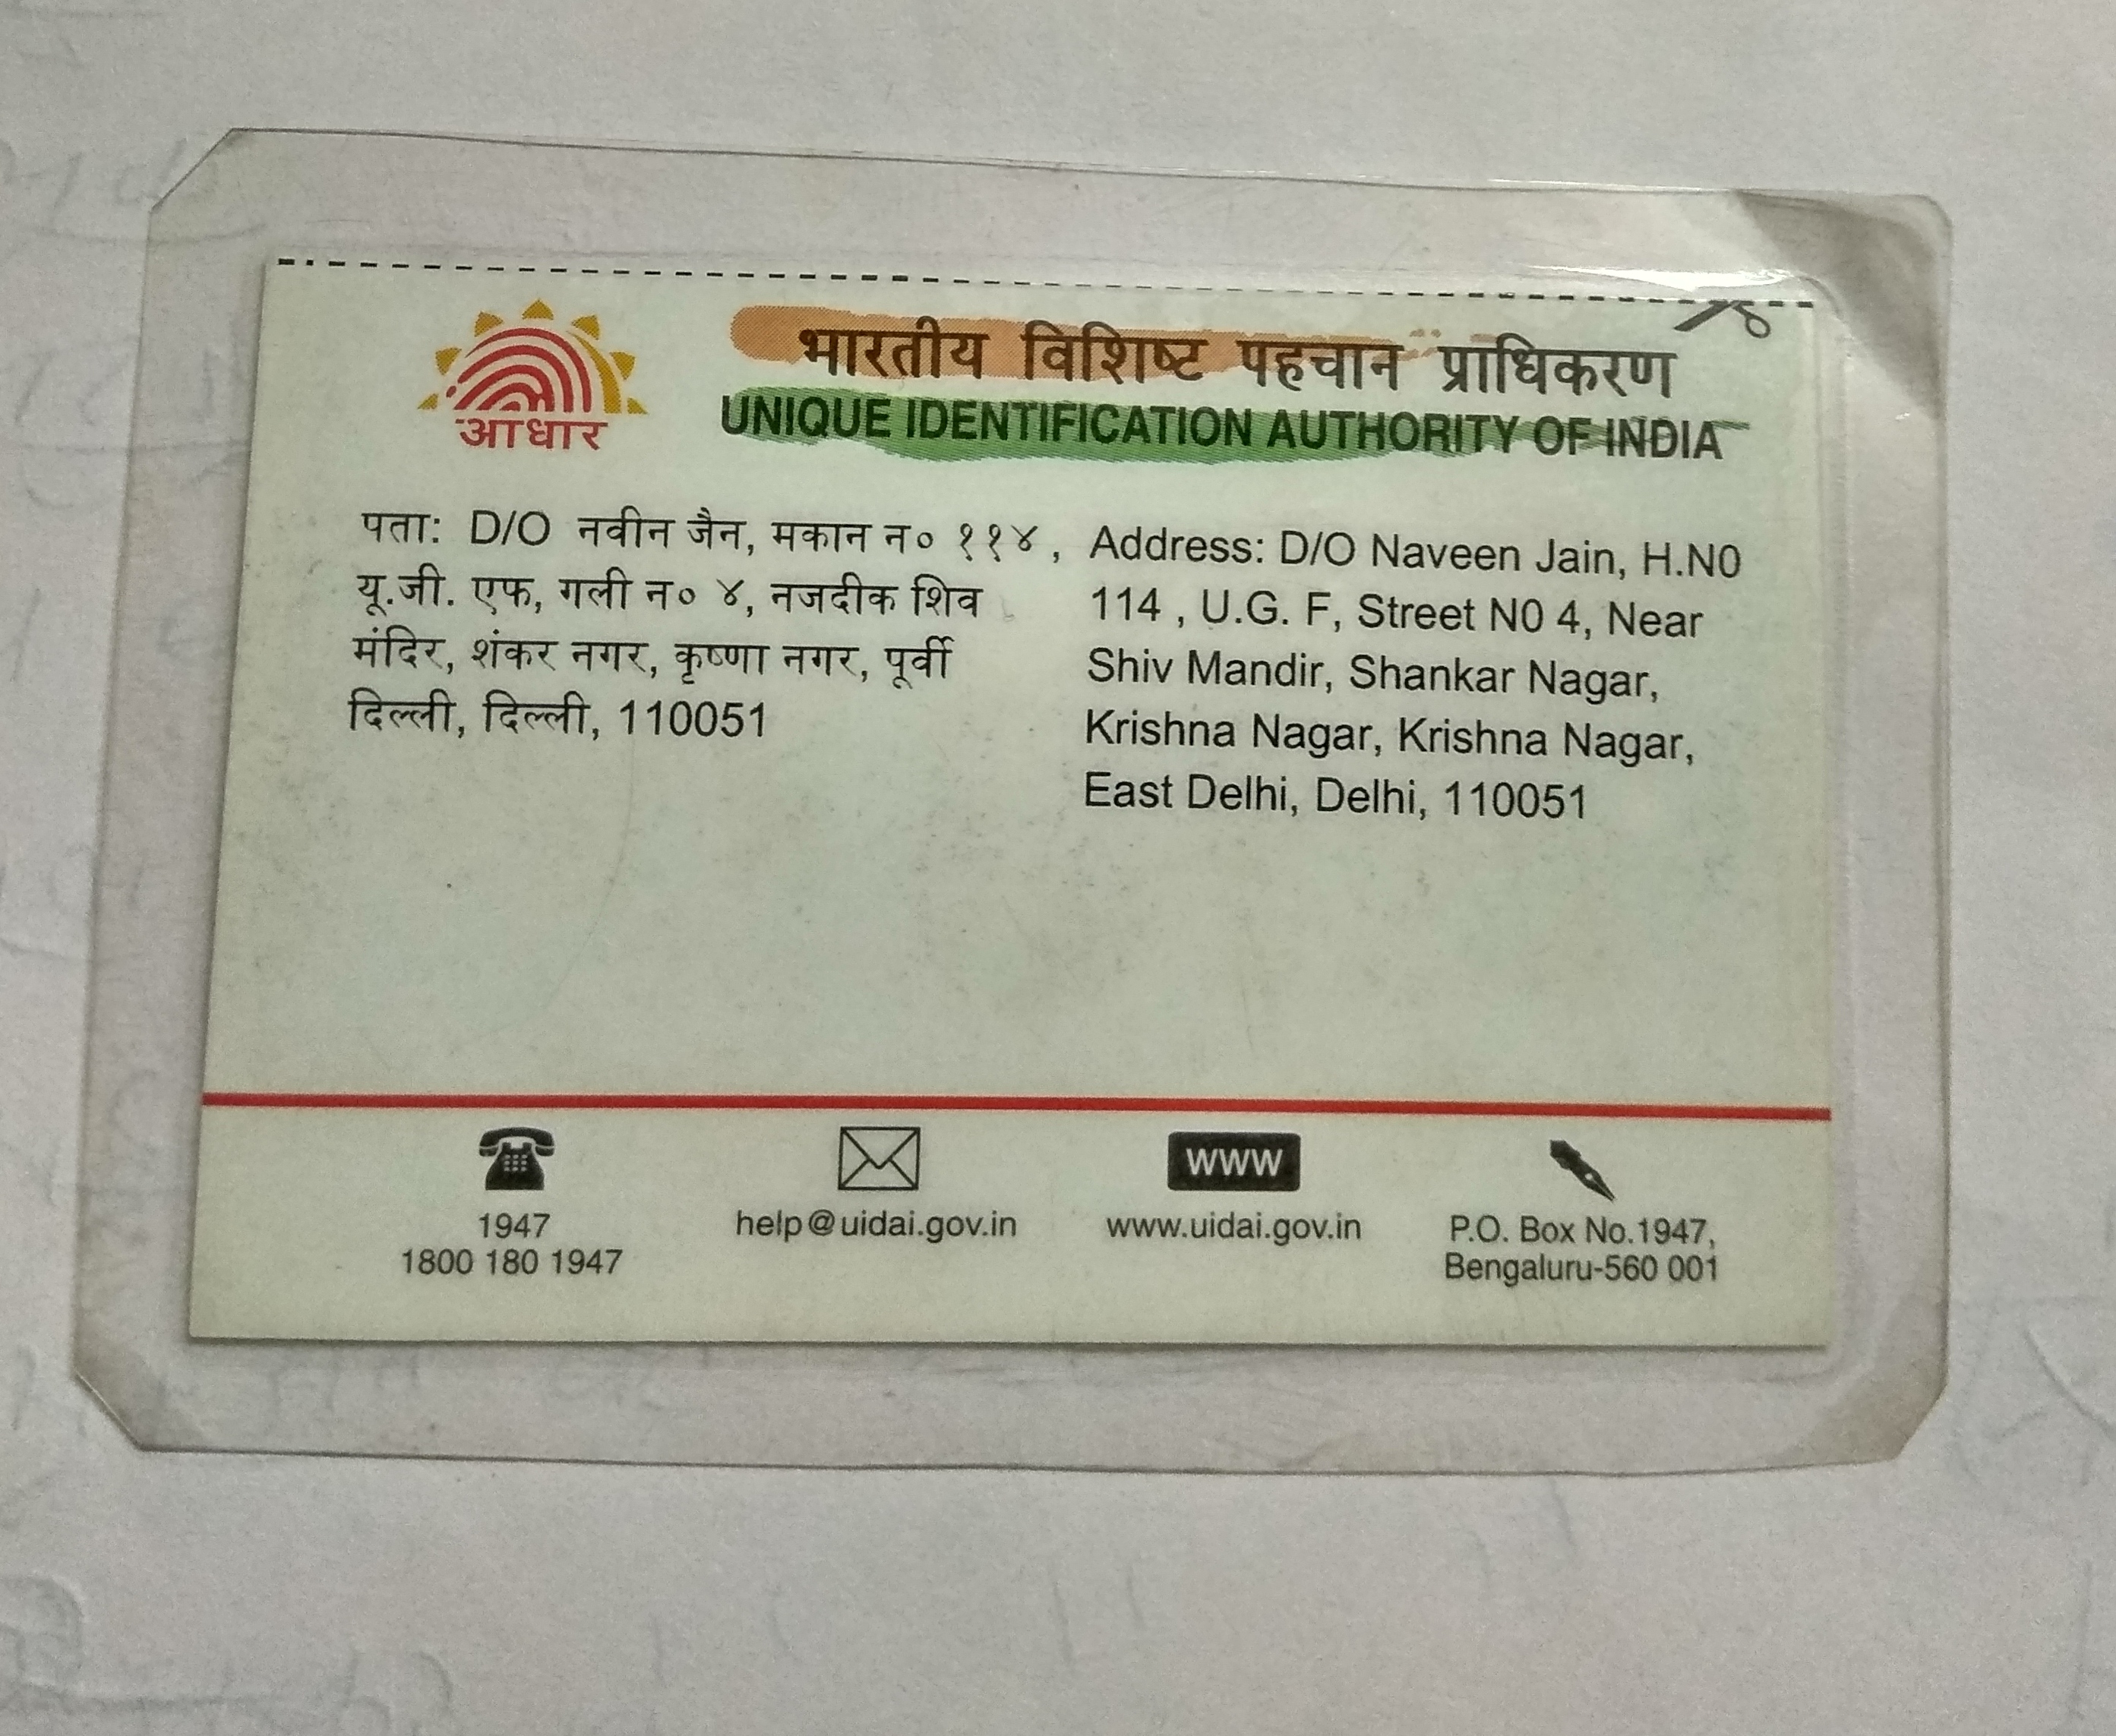 आधार
भारतीय विशिष्ट पहचान प्राधिकरण
UNIQUE IDENTIFICATION AUTHORITY OF INDIA
पता: D/O नवीन जैन, मकान न० ११४ ,
यू.जी. एफ, गली न० ४, नजदीक शिव
मंदिर, शंकर नगर, कृष्णा नगर, पूर्वी
दिल्ली, दिल्ली, 110051
Address: D/O Naveen Jain, H.N0
114 , U.G. F, Street N0 4, Near
Shiv Mandir, Shankar Nagar,
Krishna Nagar, Krishna Nagar,
East Delhi, Delhi, 110051
1947
1800 180 1947
help@uidai.gov.in
WWW
www.uidai.gov.in
P.O. Box No.1947,
Bengaluru-560 001